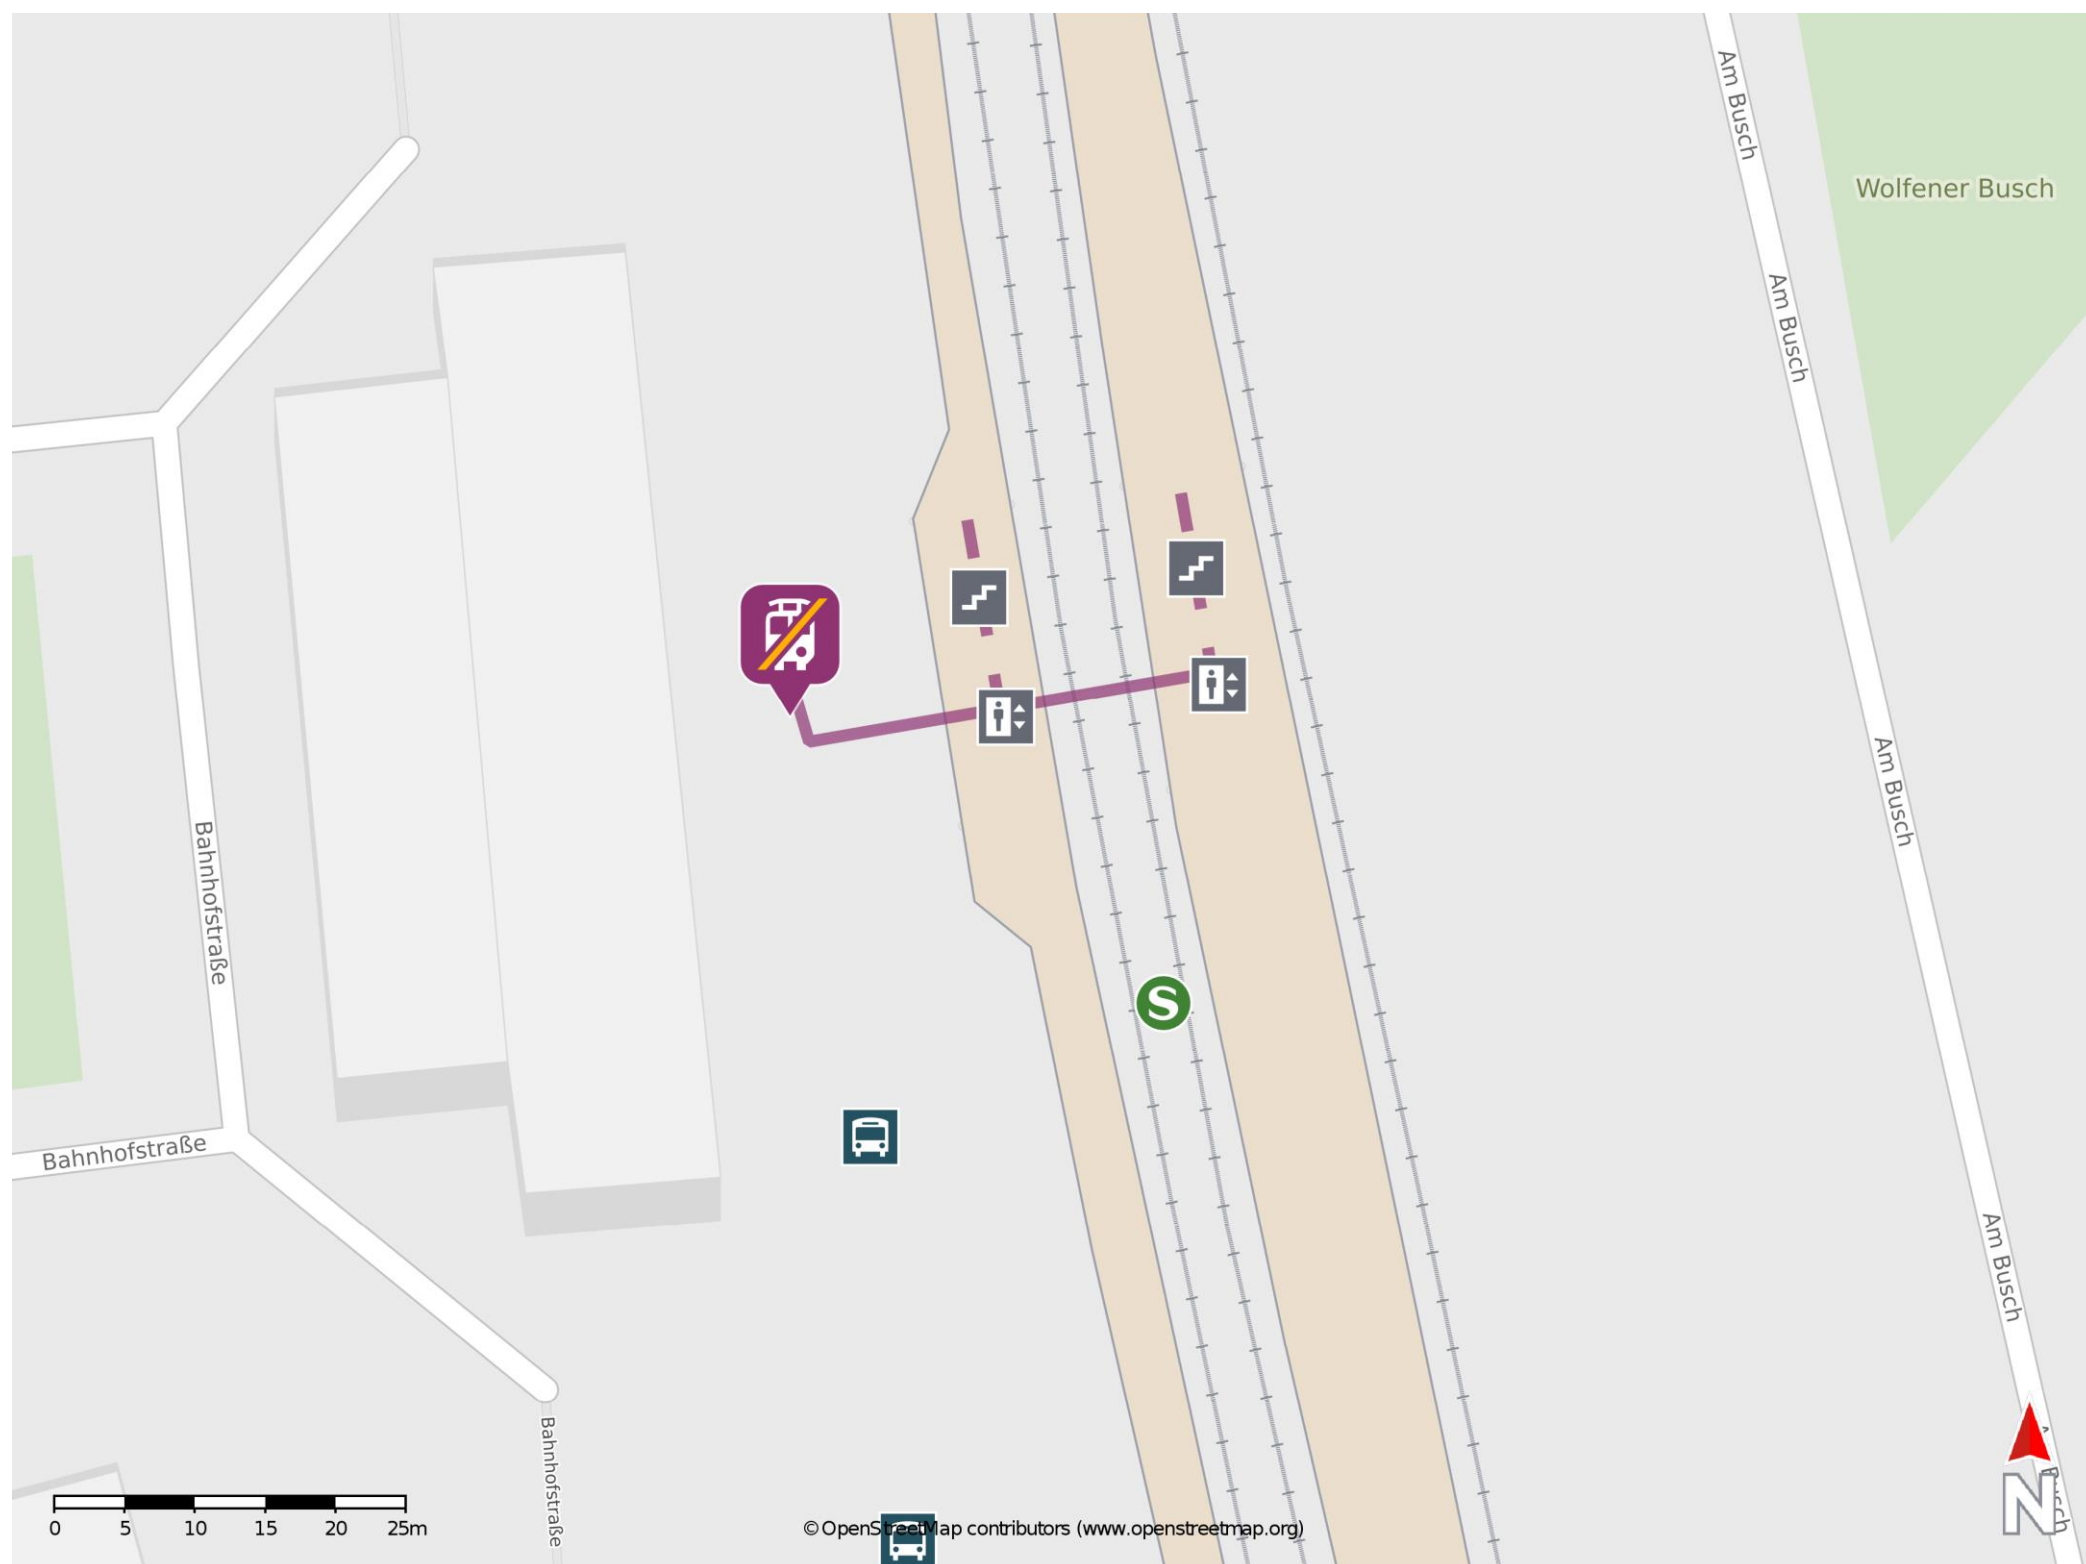 Am Busch
Wolfener Busch
Am Busch
Am Busch
Bahnhofstraße
S
Bahnhofstraße
Am Busch
Bahnhofstraße
Busch
N
0 5 10 15 20 25m
© OpenStreetMap contributors (www.openstreetmap.org)